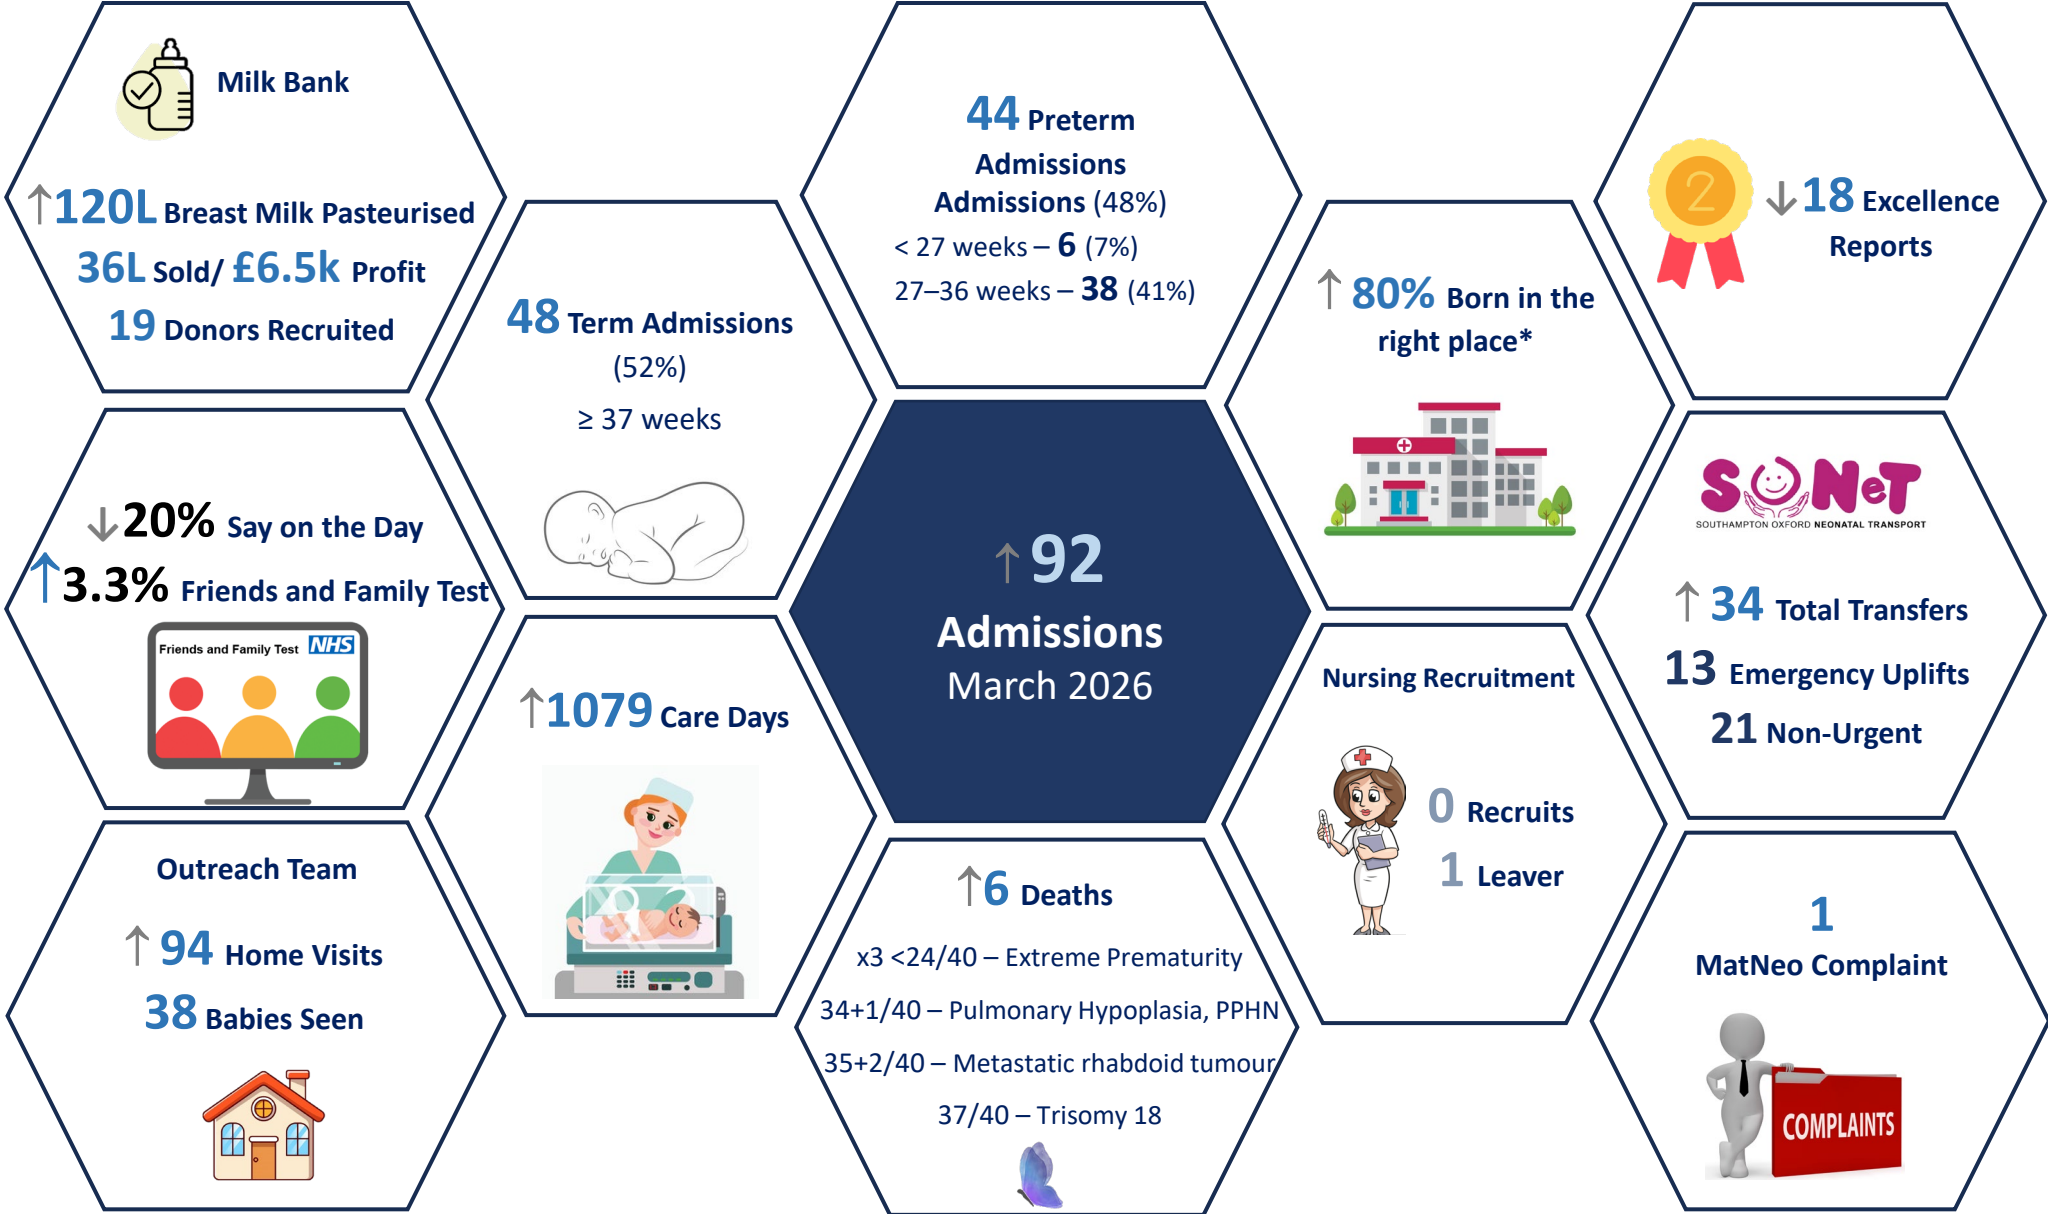 Milk Bank
↑120L Breast Milk Pasteurised
36L Sold/ £6.5k Profit
19 Donors Recruited
48 Term Admissions
(52%)
≥ 37 weeks
44 Preterm
Admissions
Admissions (48%)
< 27 weeks – 6 (7%)
27–36 weeks – 38 (41%)
↑ 80% Born in the
right place*
2
↓18 Excellence
Reports
↓20% Say on the Day
↑3.3% Friends and Family Test
Friends and Family Test NHS
↑1079 Care Days
↑ 92
Admissions
March 2026
Nursing Recruitment
0 Recruits
1 Leaver
SONeT
SOUTHAMPTON OXFORD NEONATAL TRANSPORT
↑ 34 Total Transfers
13 Emergency Uplifts
21 Non-Urgent
Outreach Team
↑ 94 Home Visits
38 Babies Seen
↑6 Deaths
x3 <24/40 – Extreme Prematurity
34+1/40 – Pulmonary Hypoplasia, PPHN
35+2/40 – Metastatic rhabdoid tumour
37/40 – Trisomy 18
1
MatNeo Complaint
COMPLAINTS